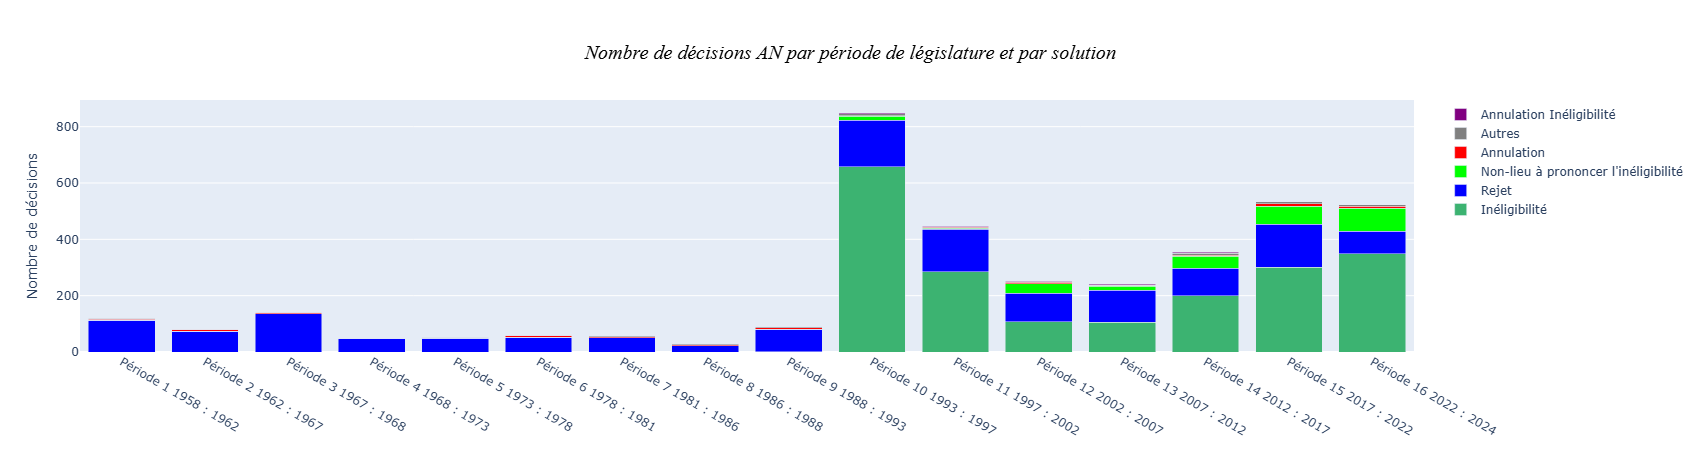 Nombre de décisions AN par période de législature et par solution
Nombre de décisions
800
600
400
200
0
Période 1 1958 : 1962
Période 2 1962 : 1967
Période 3 1967 : 1968
Période 4 1968 : 1973
Période 5 1973 : 1978
Période 6 1978 : 1981
Période 7 1981 : 1986
Période 8 1986 : 1988
Période 9 1988 : 1993
Période 10 1993 : 1997
Période 11 1997 : 2002
Période 12 2002 : 2007
Période 13 2007 : 2012
Période 14 2012 : 2017
Période 15 2017 : 2022
Période 16 2022 : 2024
Annulation Inéligibilité
Autres
Annulation
Non-lieu à prononcer l'inéligibilité
Rejet
Inéligibilité